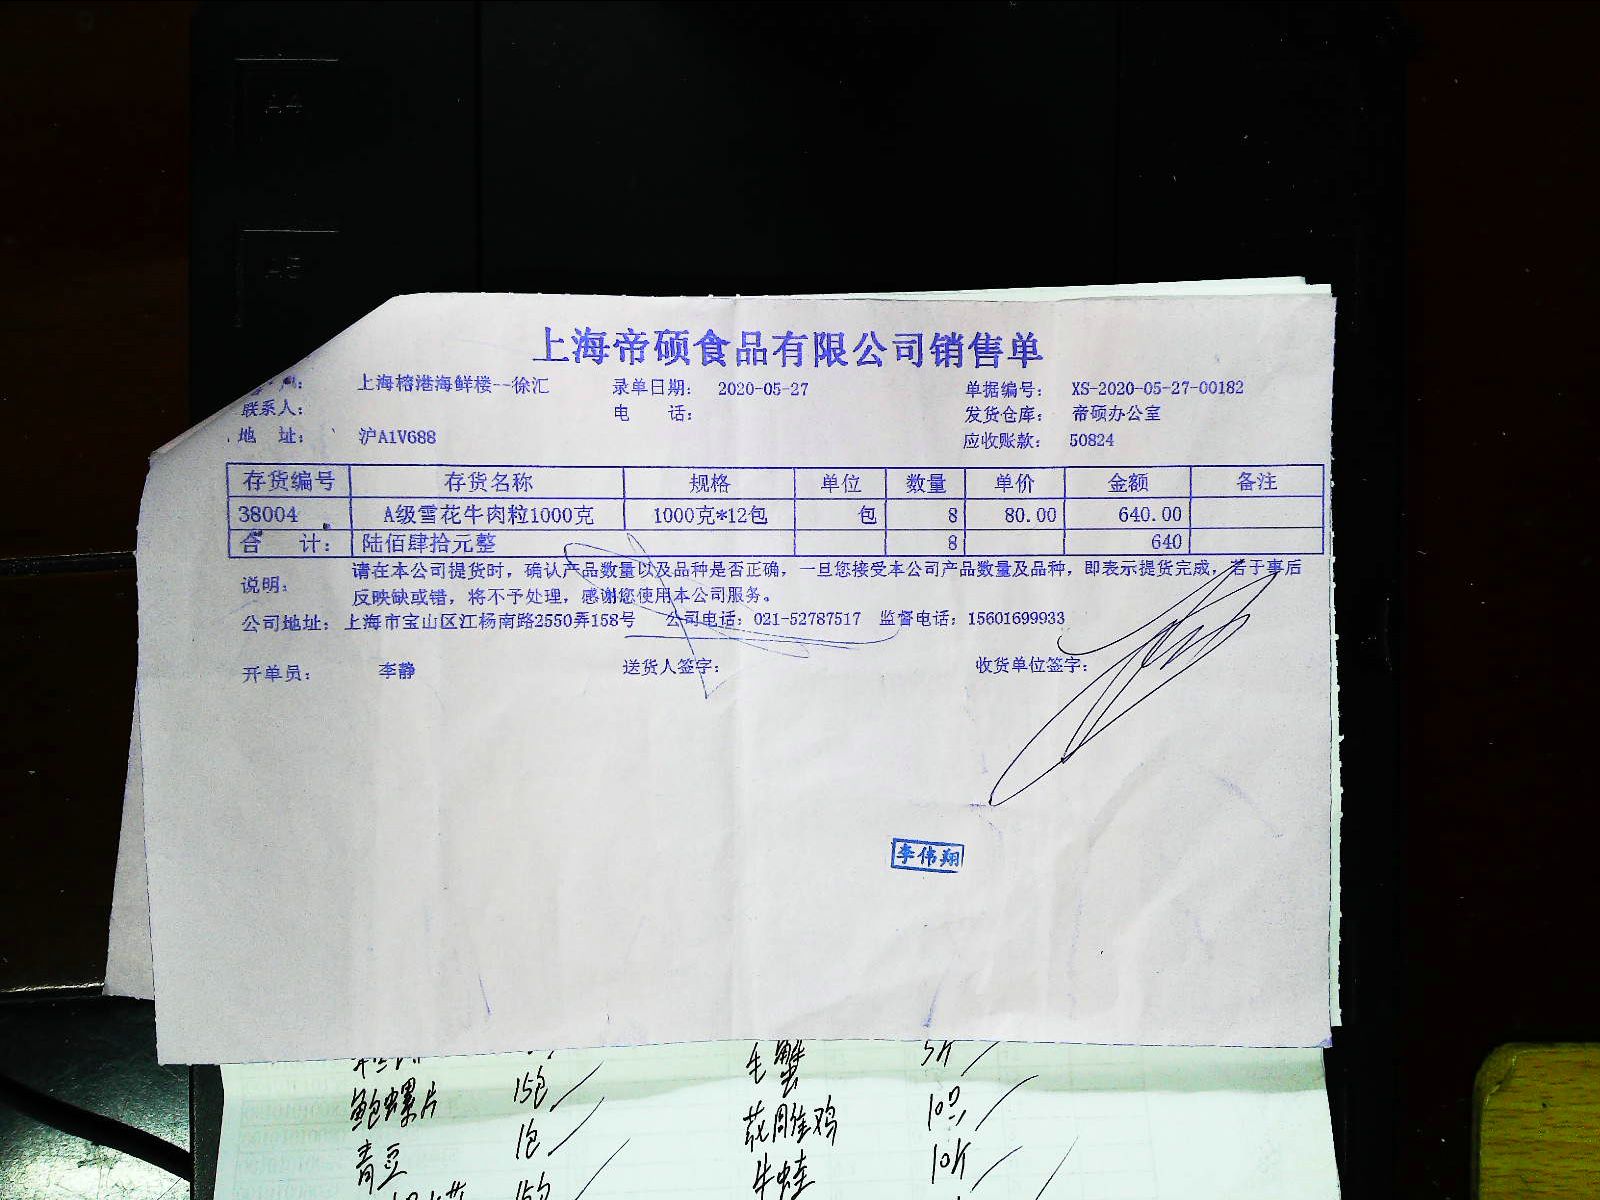 A4
A5
上海帝硕食品有限公司销售单
上海榕港海鲜楼--徐汇 录单日期: 2020-05-27 单据编号: XS-2020-05-27-00182
联系人: 电 话: 发货仓库: 帝硕办公室
地 址: 沪A1V688 应收账款: 50824
存货编号 存货名称 规格 单位 数量 单价 金额 备注
38004 A级雪花牛肉粒1000克 1000克*12包 包 8 80.00 640.00
合 计: 陆佰肆拾元整 8 640
说明: 请在本公司提货时，确认产品数量以及品种是否正确，一旦您接受本公司产品数量及品种，即表示提货完成，若于事后
反映缺或错，将不予处理，感谢您使用本公司服务。
公司地址: 上海市宝山区江杨南路2550弄158号 公司电话: 021-52787517 监督电话: 15601699933
开单员: 李静 送货人签字: 收货单位签字:
李伟翔
毛蟹 5斤
鲍螺片 15包
青豆 1包 10斤
牛蛙